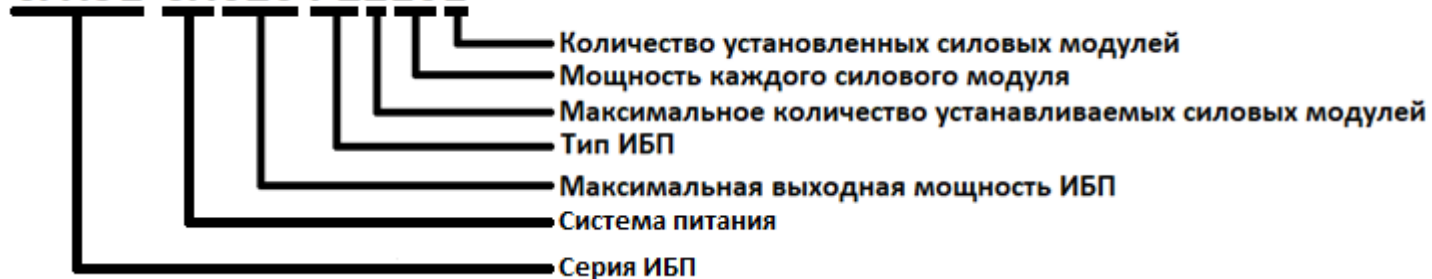 Количество установленных силовых модулей
Мощность каждого силового модуля
Максимальное количество устанавливаемых силовых модулей
Тип ИБП
Максимальная выходная мощность ИБП
Система питания
Серия ИБП